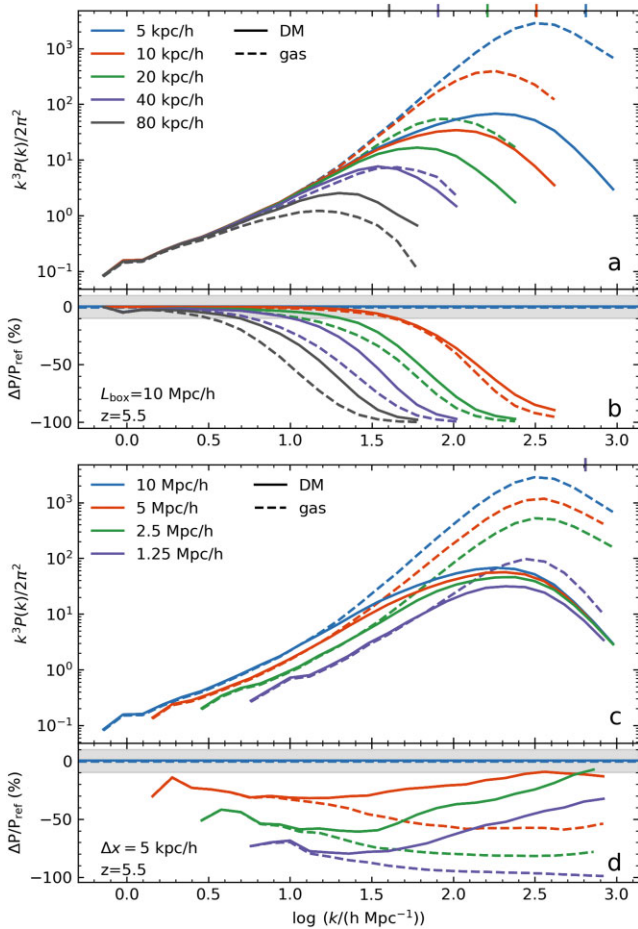 5 kpc/h
10 kpc/h
20 kpc/h
40 kpc/h
80 kpc/h
DM
gas
10³
10²
10¹
10⁰
10⁻¹
k³P(k)/2π²
a
0
−50
−100
ΔP/P_ref (%)
L_box=10 Mpc/h
z=5.5
b
0.0 0.5 1.0 1.5 2.0 2.5 3.0
10 Mpc/h
5 Mpc/h
2.5 Mpc/h
1.25 Mpc/h
DM
gas
10³
10²
10¹
10⁰
10⁻¹
k³P(k)/2π²
c
0
−50
−100
ΔP/P_ref (%)
Δx = 5 kpc/h
z=5.5
d
0.0 0.5 1.0 1.5 2.0 2.5 3.0
log (k/(h Mpc⁻¹))